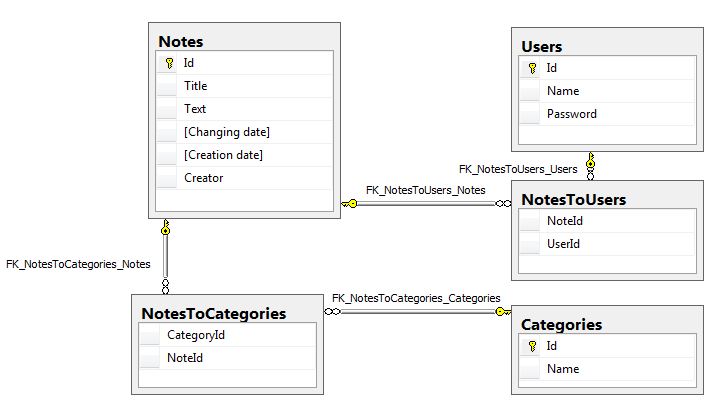 Notes
Id
Title
Text
[Changing date]
[Creation date]
Creator
Users
Id
Name
Password
FK_NotesToUsers_Users
FK_NotesToUsers_Notes
NotesToUsers
NoteId
UserId
FK_NotesToCategories_Notes
NotesToCategories
CategoryId
NoteId
FK_NotesToCategories_Categories
Categories
Id
Name